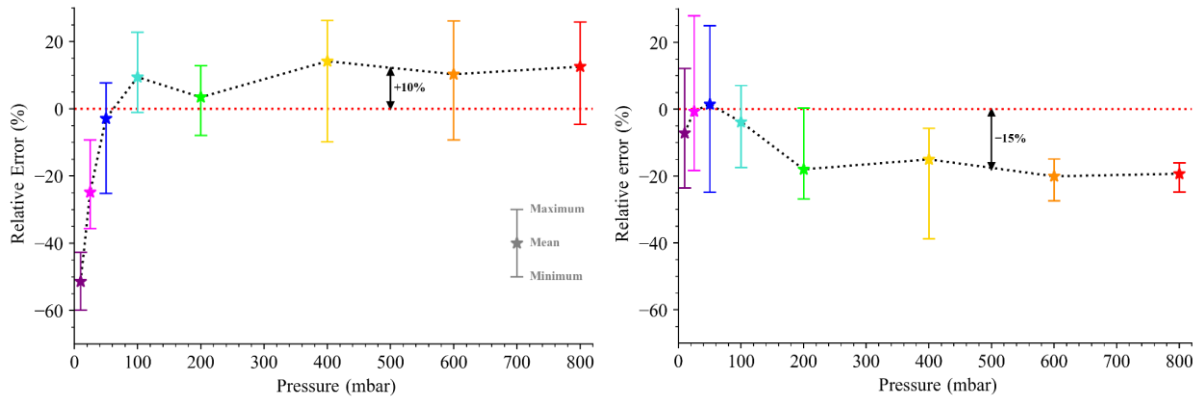 Relative Error (%)
20
0
−20
−40
−60
+10%
Maximum
Mean
Minimum
0 100 200 300 400 500 600 700 800
Pressure (mbar)
Relative error (%)
20
0
−20
−40
−60
−15%
0 100 200 300 400 500 600 700 800
Pressure (mbar)